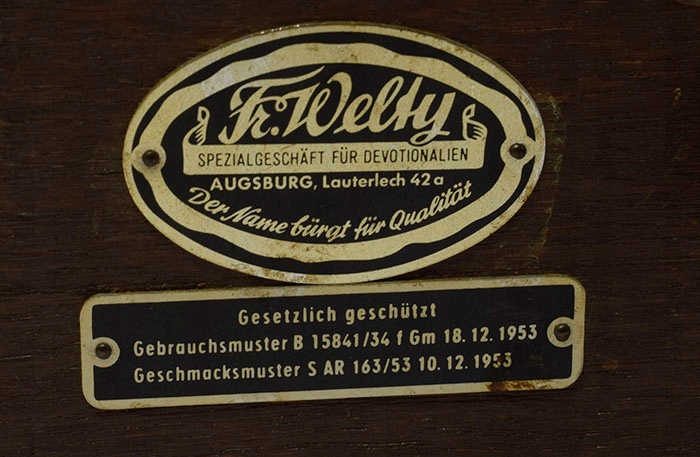 Fr. Welty
SPEZIALGESCHÄFT FÜR DEVOTIONALIEN
AUGSBURG, Lauterlech 42 a
Der Name bürgt für Qualität
Gesetzlich geschützt
Gebrauchsmuster B 15841/34 f Gm 18.12.1953
Geschmacksmuster S AR 163/53 10.12.1953